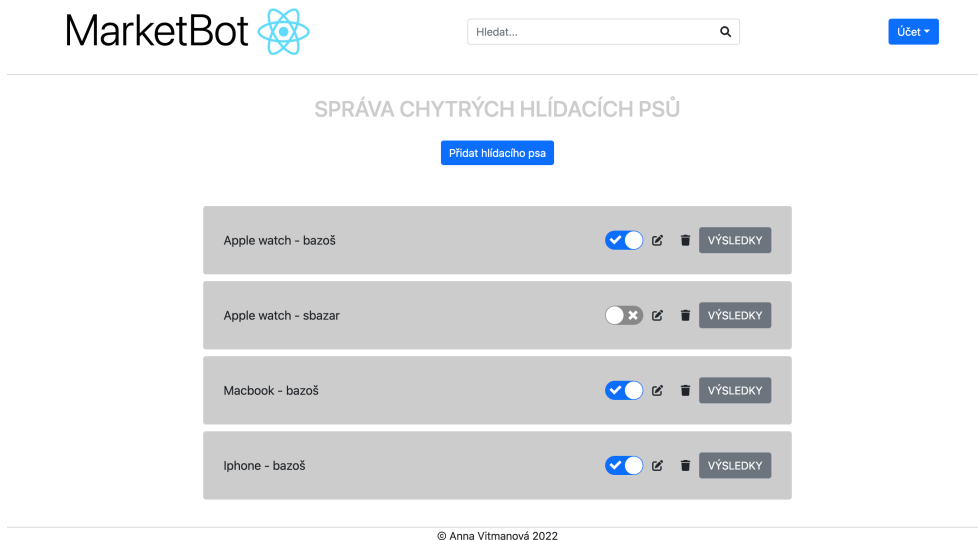 MarketBot
Hledat...
Účet
SPRÁVA CHYTRÝCH HLÍDACÍCH PSŮ
Přidat hlídacího psa
Apple watch - bazoš
VÝSLEDKY
Apple watch - sbazar
VÝSLEDKY
Macbook - bazoš
VÝSLEDKY
Iphone - bazoš
VÝSLEDKY
© Anna Vitmanová 2022